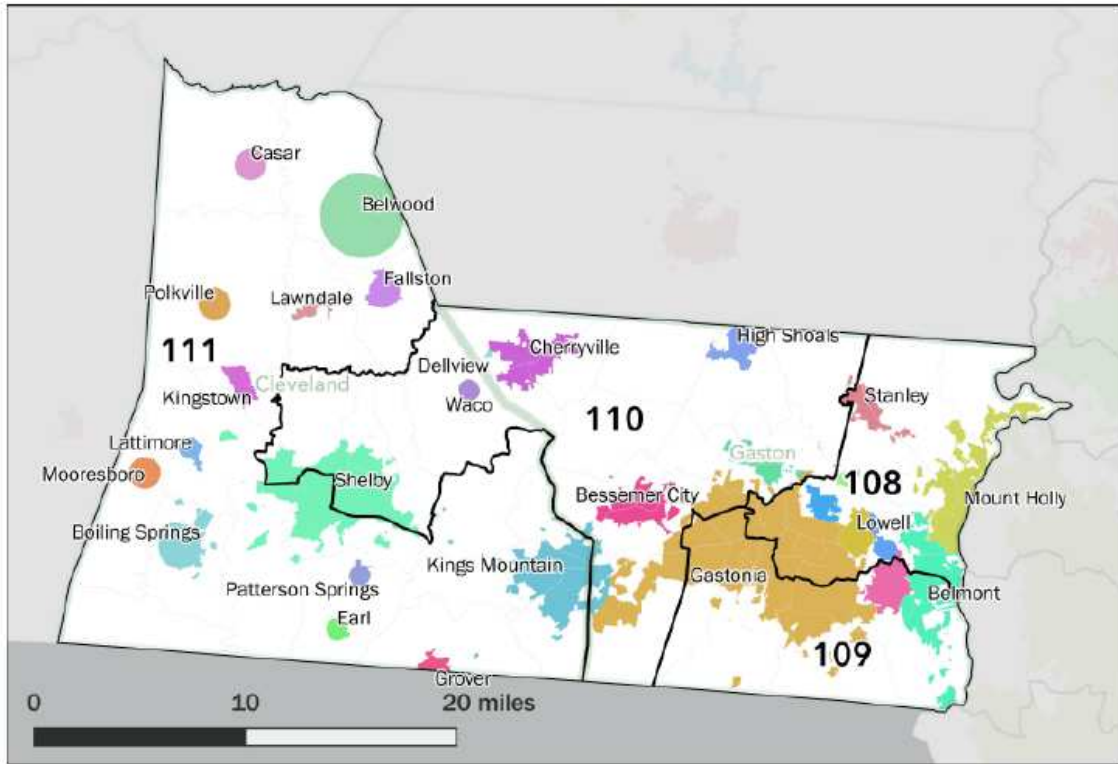 Casar
Belwood
Fallston
Polkville
Lawndale
111
High Shoals
Cherryville
Dellview
Cleveland
Kingstown
Waco
Stanley
110
Lattimore
Gaston
Mooresboro
Shelby
108
Bessemer City
Mount Holly
Lowell
Boiling Springs
Kings Mountain
Gastonia
Patterson Springs
Belmont
Earl
109
Grover
0 10 20 miles